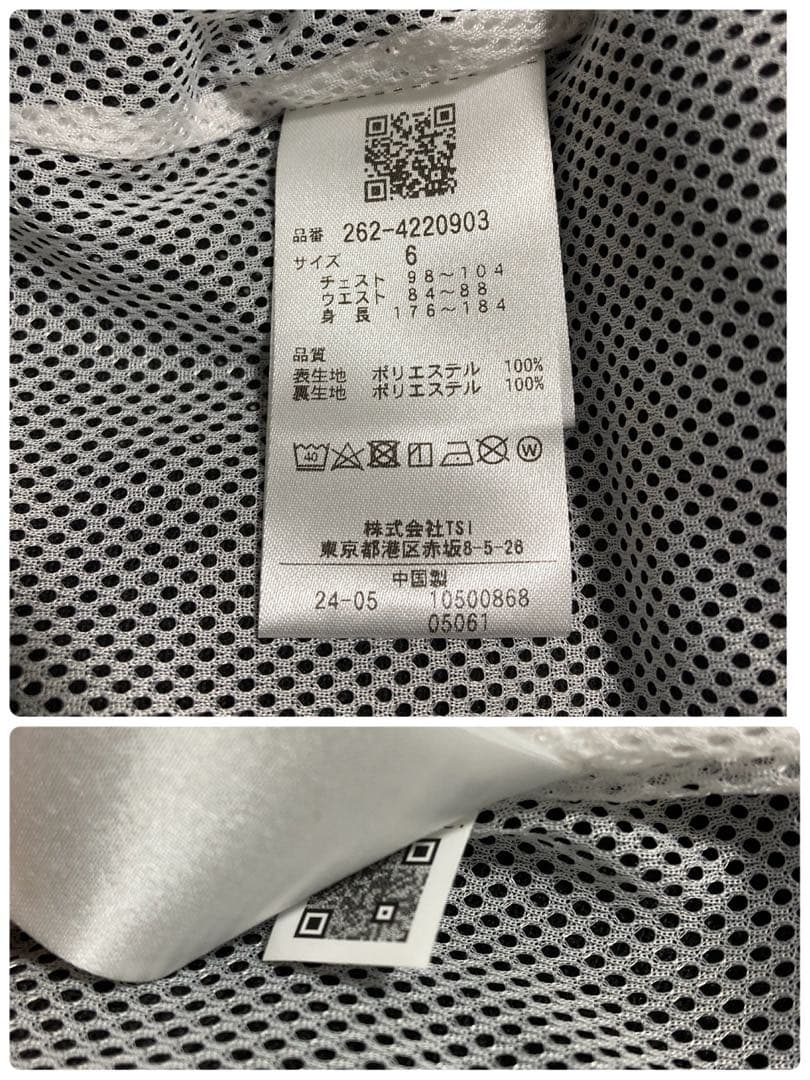 品番 262-4220903
サイズ 6
チェスト 98～104
ウエスト 84～88
身長 176～184
品質
表生地 ポリエステル 100%
裏生地 ポリエステル 100%
40 1 W
株式会社TSI
東京都港区赤坂8-5-26
中国製
24-05 10500868
05061